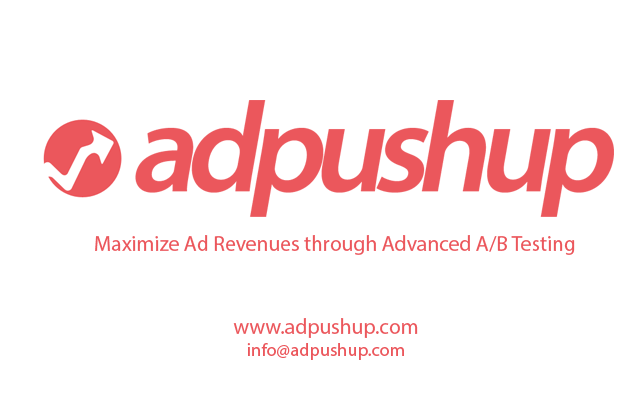 adpushup
Maximize Ad Revenues through Advanced A/B Testing
www.adpushup.com
info@adpushup.com